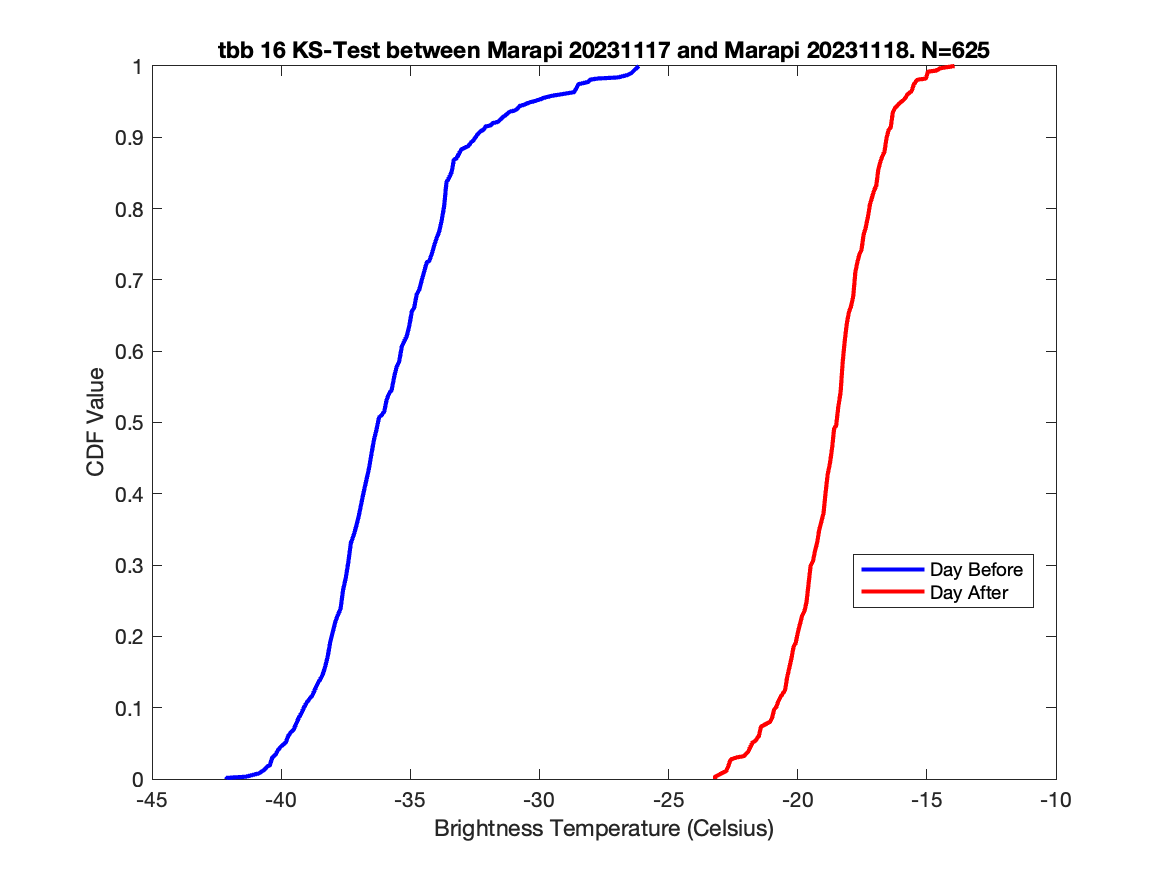 tbb 16 KS-Test between Marapi 20231117 and Marapi 20231118. N=625
1
0.9
0.8
0.7
0.6
0.5
0.4
0.3
0.2
0.1
0
CDF Value
Day Before
Day After
-45 -40 -35 -30 -25 -20 -15 -10
Brightness Temperature (Celsius)